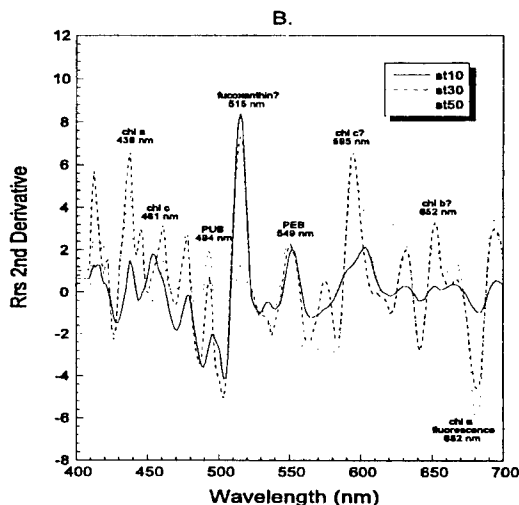 B.
12
10
8
6
4
2
0
-2
-4
-6
-8
Rrs 2nd Derivative
400
450
500
550
600
650
700
Wavelength (nm)
st10
st30
st50
chl a
438 nm
chl c
461 nm
PUB
494 nm
fucoxanthin?
515 nm
PEB
549 nm
chl c?
595 nm
chl b?
652 nm
chl a
fluorescence
682 nm